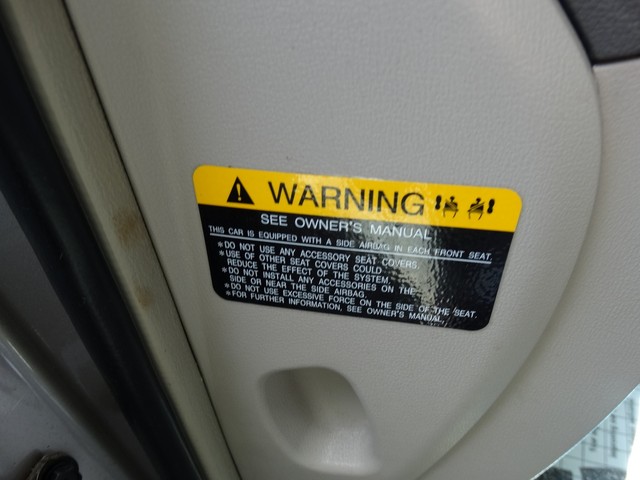 WARNING
SEE OWNER'S MANUAL
THIS CAR IS EQUIPPED WITH A SIDE AIRBAG IN EACH FRONT SEAT.
*DO NOT USE ANY ACCESSORY SEAT COVERS.
*USE OF OTHER SEAT COVERS COULD
REDUCE THE EFFECT OF THE SYSTEM.
*DO NOT INSTALL ANY ACCESSORIES ON THE
SIDE OR NEAR THE SIDE AIRBAG.
*DO NOT USE EXCESSIVE FORCE ON THE SIDE OF THE SEAT.
*FOR FURTHER INFORMATION, SEE OWNER'S MANUAL.